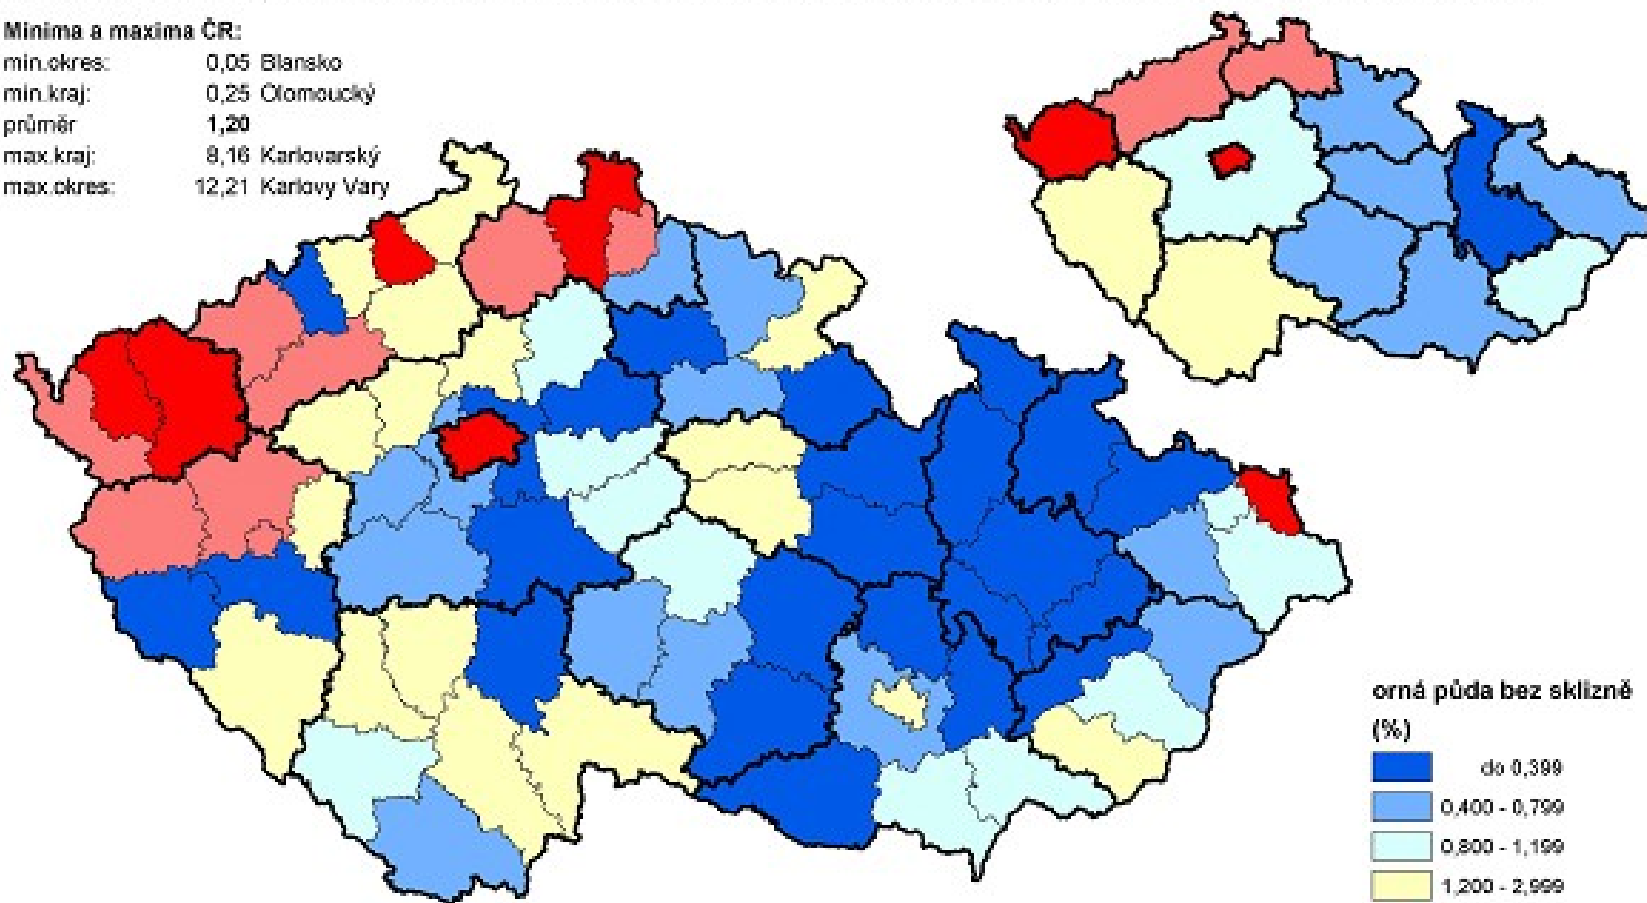 Minima a maxima ČR:
min.okres: 0,05 Blansko
min.kraj: 0,25 Olomoucký
průměr 1,20
max.kraj: 8,16 Karlovarský
max.okres: 12,21 Karlovy Vary
orná půda bez sklizně
(%)
do 0,399
0,400 - 0,799
0,800 - 1,199
1,200 - 2,999